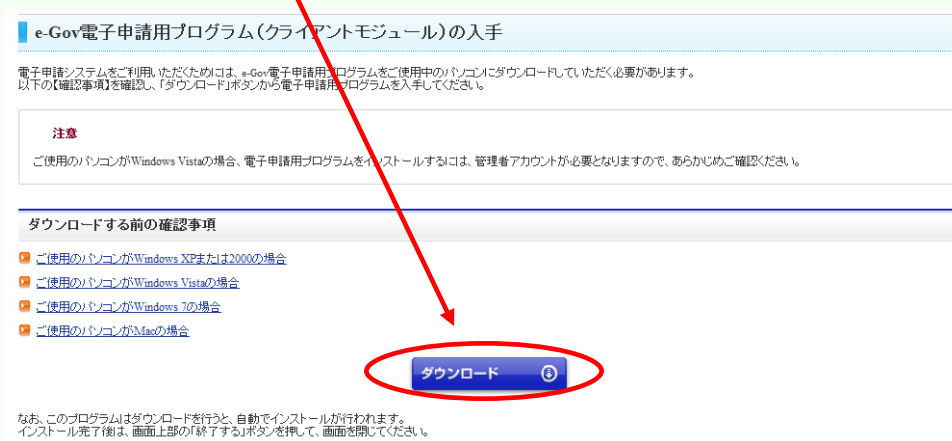 e-Gov電子申請用プログラム(クライアントモジュール)の入手
電子申請システムをご利用いただくためには、e-Gov電子申請用プログラムをご使用中のパソコンにダウンロードしていただく必要があります。
以下の【確認事項】を確認し、「ダウンロード」ボタンから電子申請用プログラムを入手してください。
注意
ご使用のパソコンがWindows Vistaの場合、電子申請用プログラムをインストールするには、管理者アカウントが必要となりますので、あらかじめご確認ください。
ダウンロードする前の確認事項
ご使用のパソコンがWindows XPまたは2000の場合
ご使用のパソコンがWindows Vistaの場合
ご使用のパソコンがWindows 7の場合
ご使用のパソコンがMacの場合
ダウンロード
なお、このプログラムはダウンロードを行うと、自動でインストールが行われます。
インストール完了後は、画面上部の「終了する」ボタンを押して、画面を閉じてください。